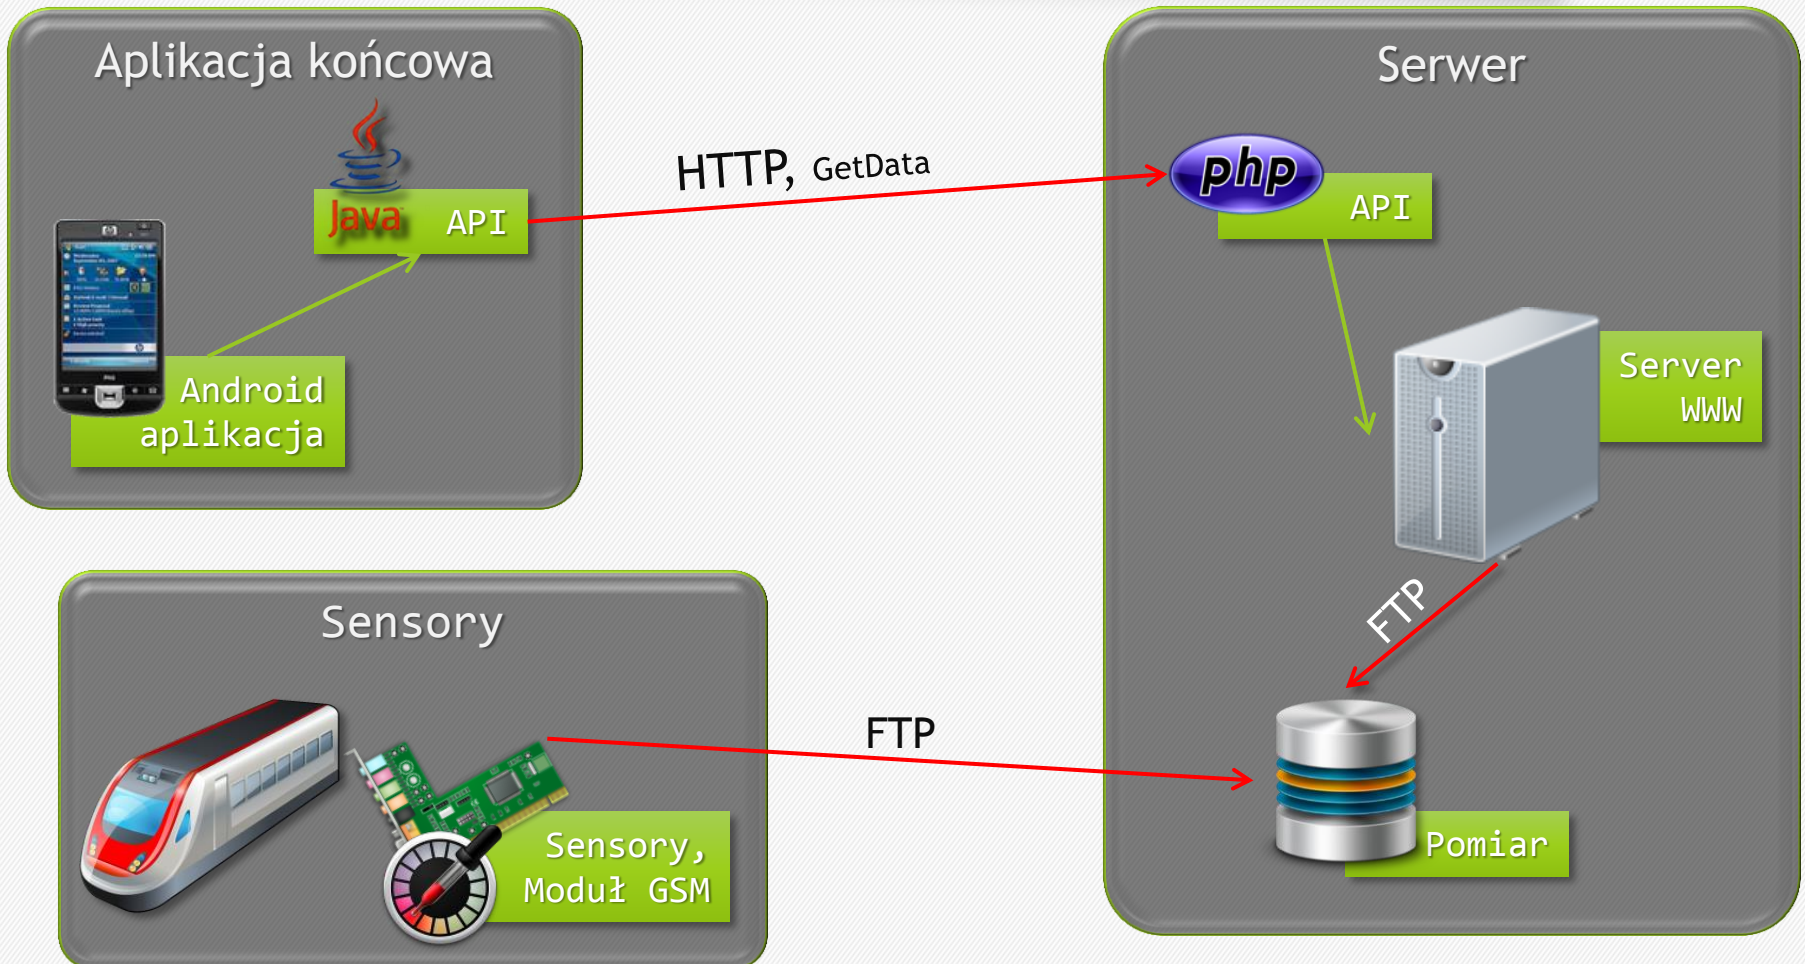 Aplikacja końcowa
Java API
Android
aplikacja
HTTP, GetData
Serwer
php API
Server
WWW
FTP
Pomiar
Sensory
FTP
Sensory,
Moduł GSM